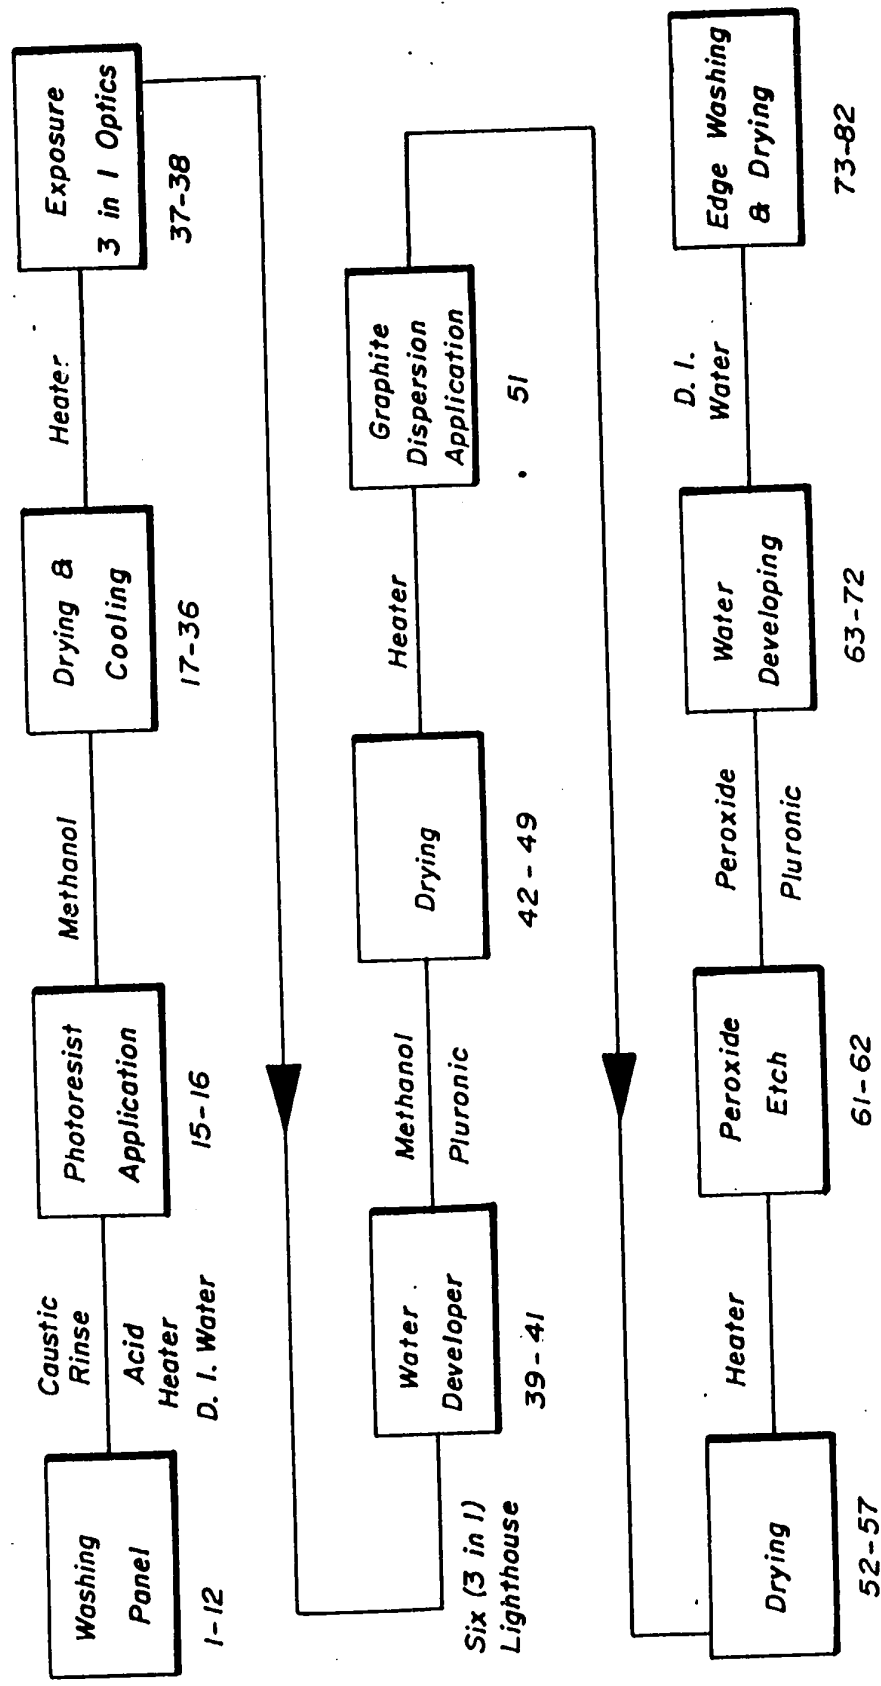 Washing
Panel
1-12
Caustic
Rinse
Acid
Heater
D. I. Water
Photoresist
Application
15-16
Methanol
Drying &
Cooling
17-36
Heater
Exposure
3 in 1 Optics
37-38
Six (3 in 1)
Lighthouse
Water
Developer
39-41
Methanol
Pluronic
Drying
42-49
Heater
Graphite
Dispersion
Application
51
Drying
52-57
Heater
Peroxide
Etch
61-62
Peroxide
Pluronic
Water
Developing
63-72
D. I.
Water
Edge Washing
& Drying
73-82